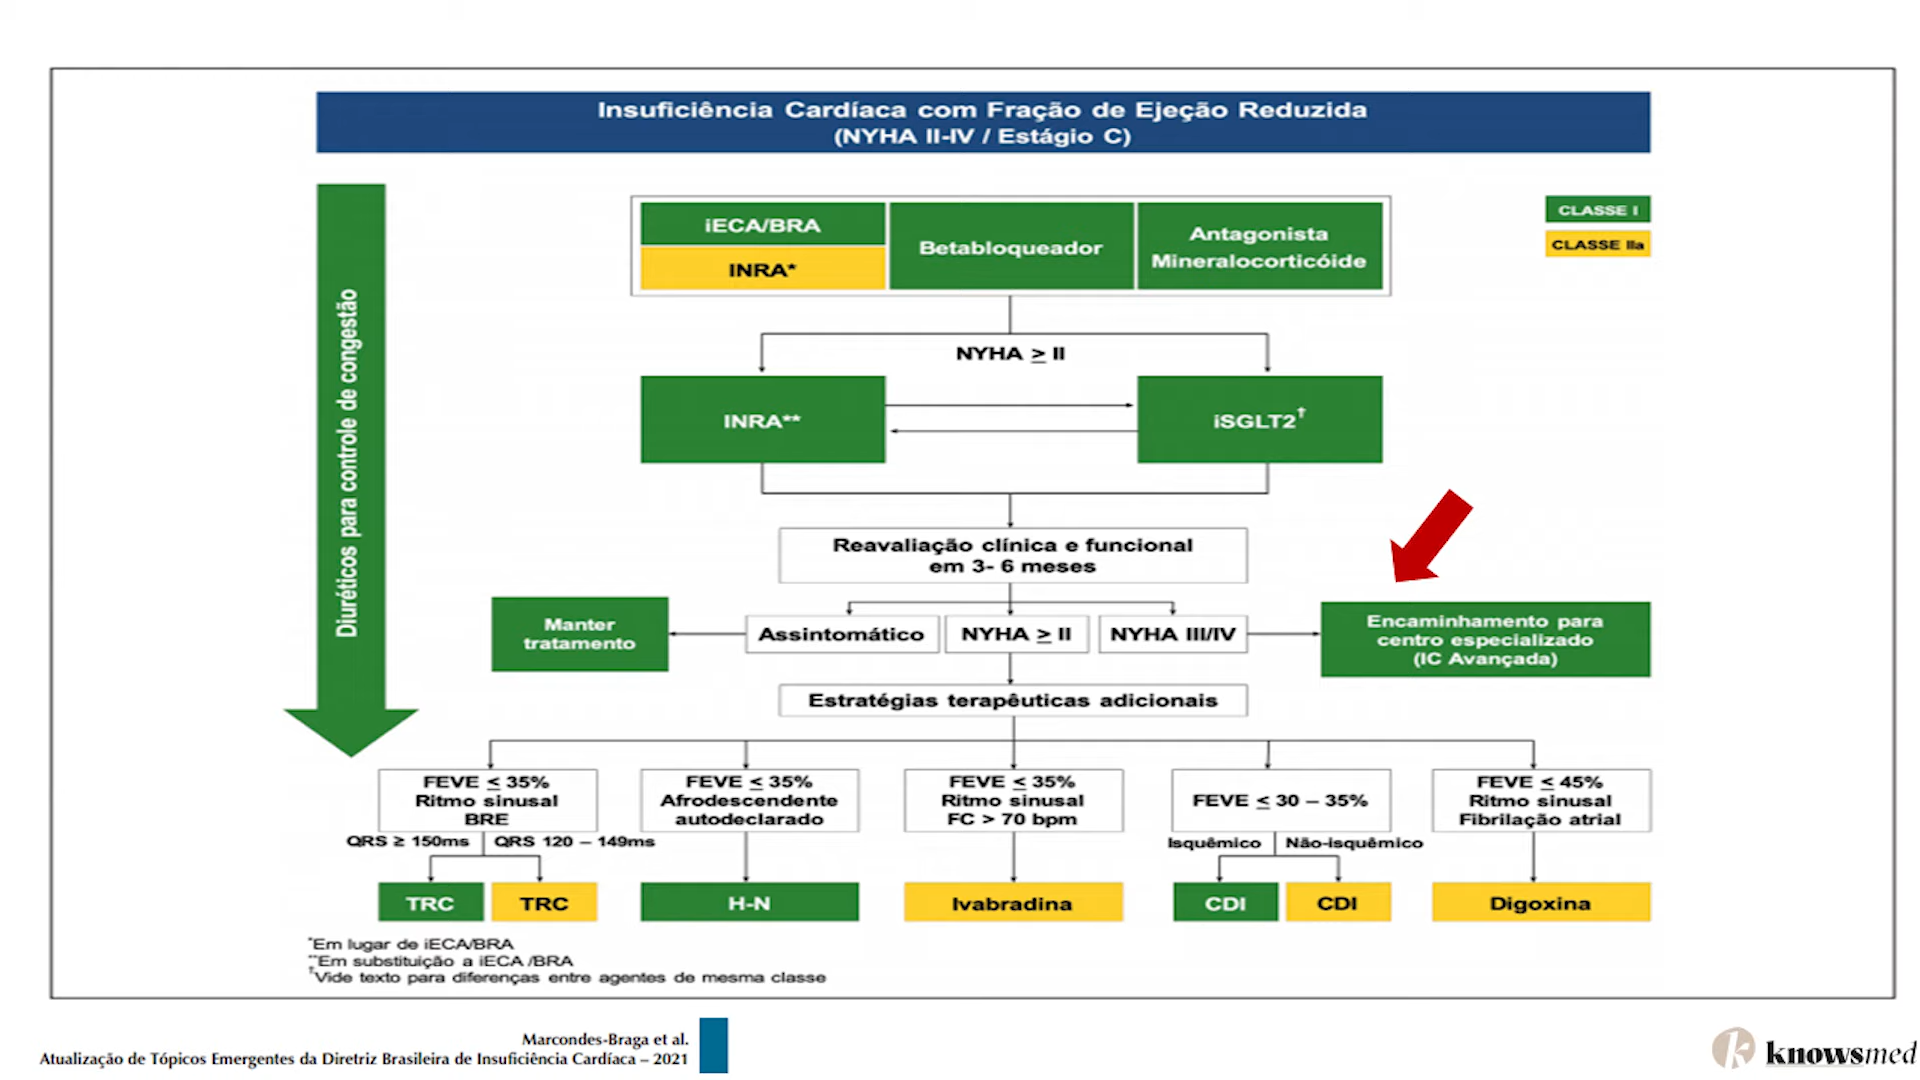 Insuficiência Cardíaca com Fração de Ejeção Reduzida
(NYHA II-IV / Estágio C)
Diuréticos para controle de congestão
iECA/BRA
INRA*
Betabloqueador
Antagonista
Mineralocorticóide
CLASSE I
CLASSE IIa
NYHA ≥ II
INRA**
iSGLT2†
Reavaliação clínica e funcional
em 3- 6 meses
Manter
tratamento
Assintomático
NYHA ≥ II
NYHA III/IV
Encaminhamento para
centro especializado
(IC Avançada)
Estratégias terapêuticas adicionais
FEVE ≤ 35%
Ritmo sinusal
BRE
QRS ≥ 150ms
QRS 120 – 149ms
TRC
TRC
FEVE ≤ 35%
Afrodescendente
autodeclarado
H-N
FEVE ≤ 35%
Ritmo sinusal
FC > 70 bpm
Ivabradina
FEVE ≤ 30 – 35%
Isquêmico
Não-isquêmico
CDI
CDI
FEVE ≤ 45%
Ritmo sinusal
Fibrilação atrial
Digoxina
*Em lugar de iECA/BRA
**Em substituição a iECA /BRA
†Vide texto para diferenças entre agentes de mesma classe
Marcondes-Braga et al.
Atualização de Tópicos Emergentes da Diretriz Brasileira de Insuficiência Cardíaca – 2021
k knowsmed